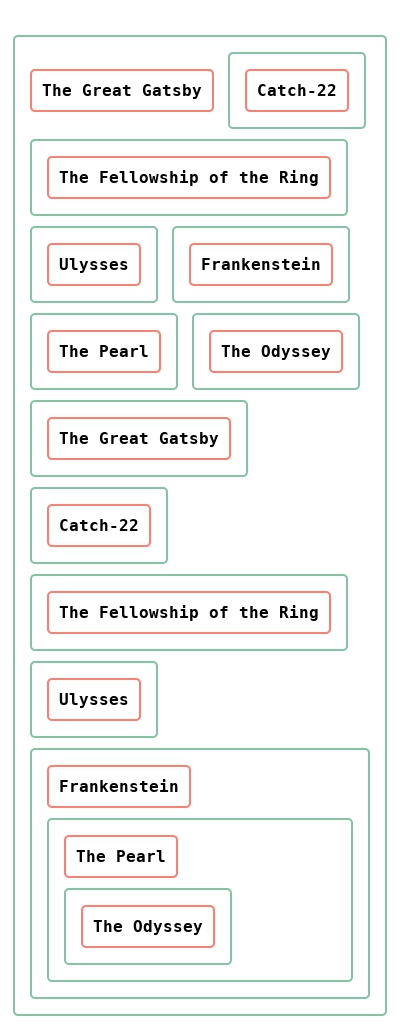 The Great Gatsby Catch-22
The Fellowship of the Ring
Ulysses Frankenstein
The Pearl The Odyssey
The Great Gatsby
Catch-22
The Fellowship of the Ring
Ulysses
Frankenstein
The Pearl
The Odyssey